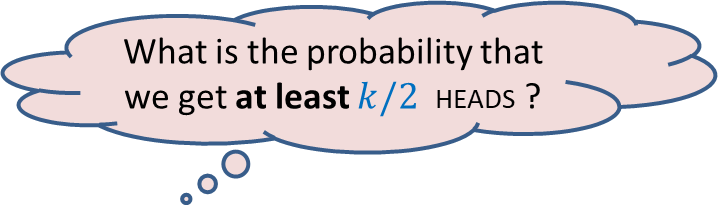 What is the probability that
we get at least k/2 HEADS ?